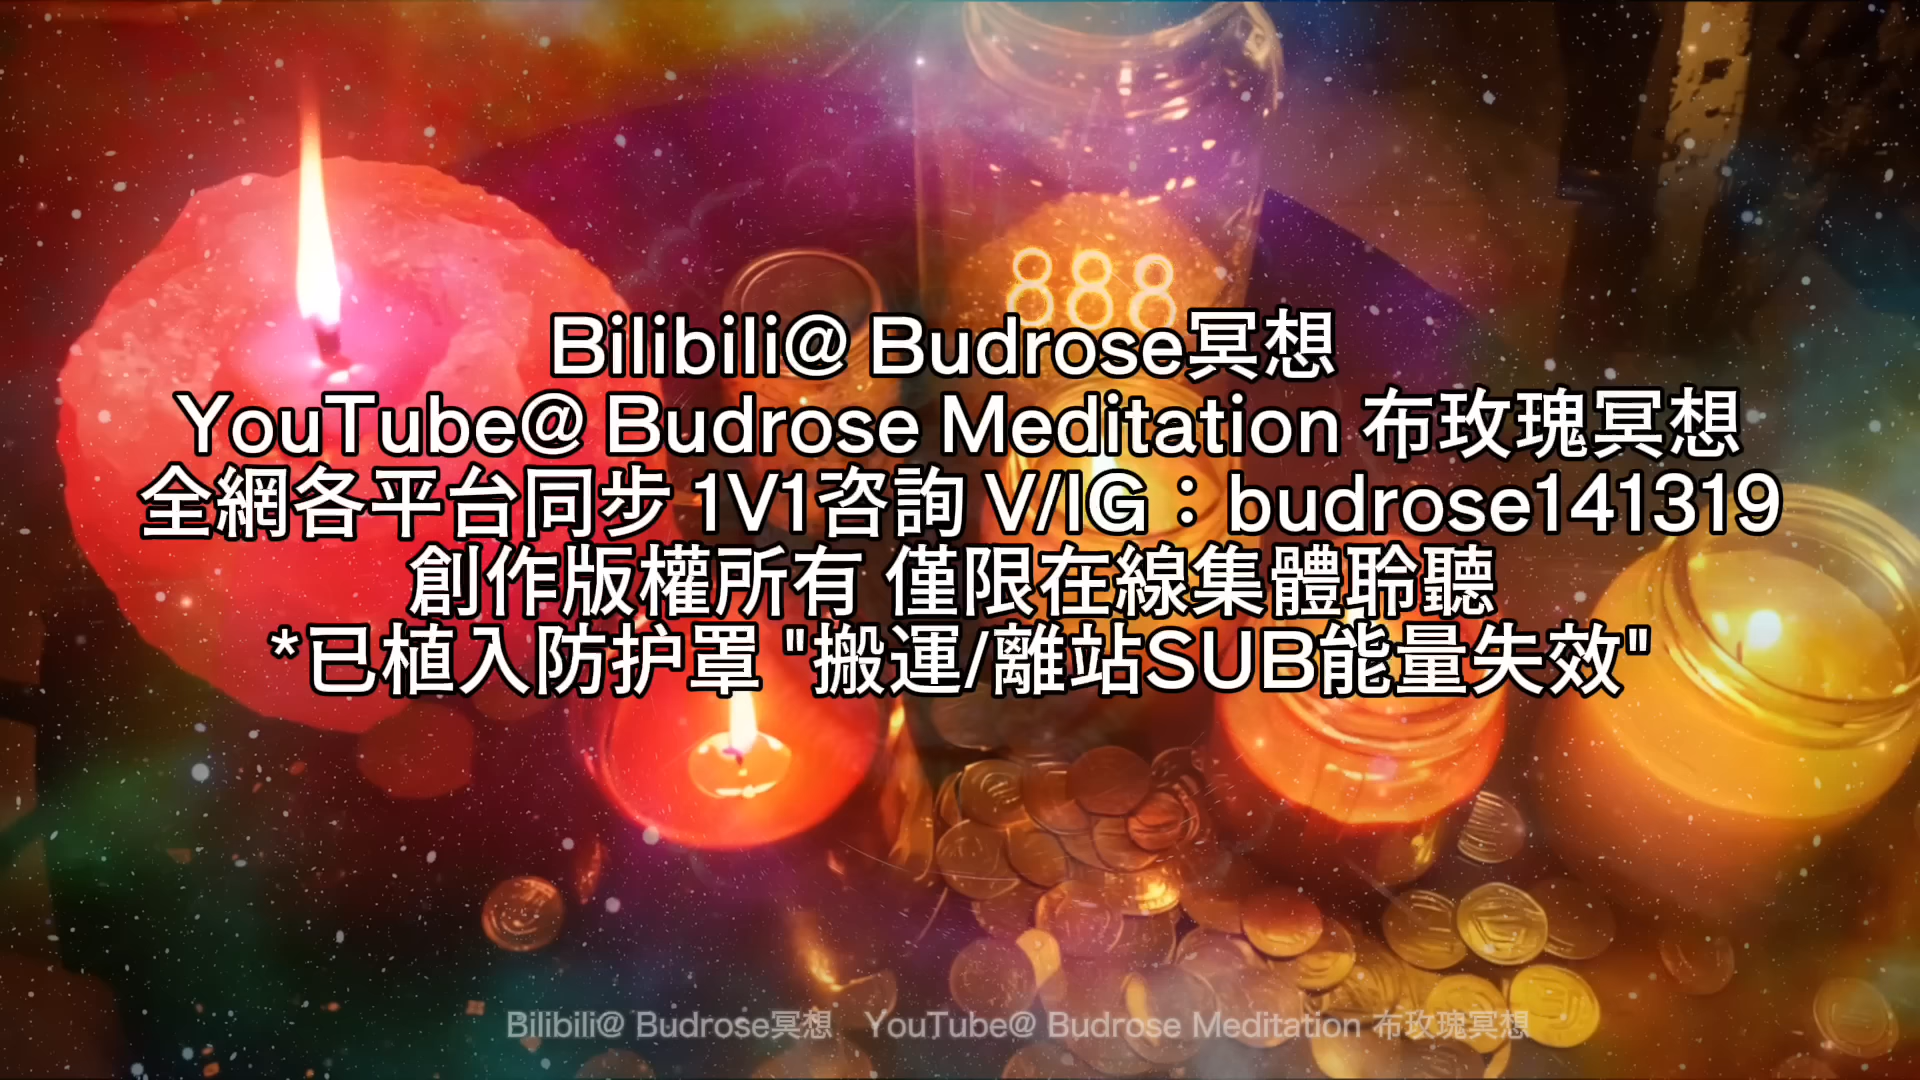 888
Bilibili@ Budrose冥想
YouTube@ Budrose Meditation 布玫瑰冥想
全網各平台同步 1V1咨詢 V/IG：budrose141319
創作版權所有 僅限在線集體聆聽
*已植入防护罩 "搬運/離站SUB能量失效"
Bilibili@ Budrose冥想 YouTube@ Budrose Meditation 布玫瑰冥想